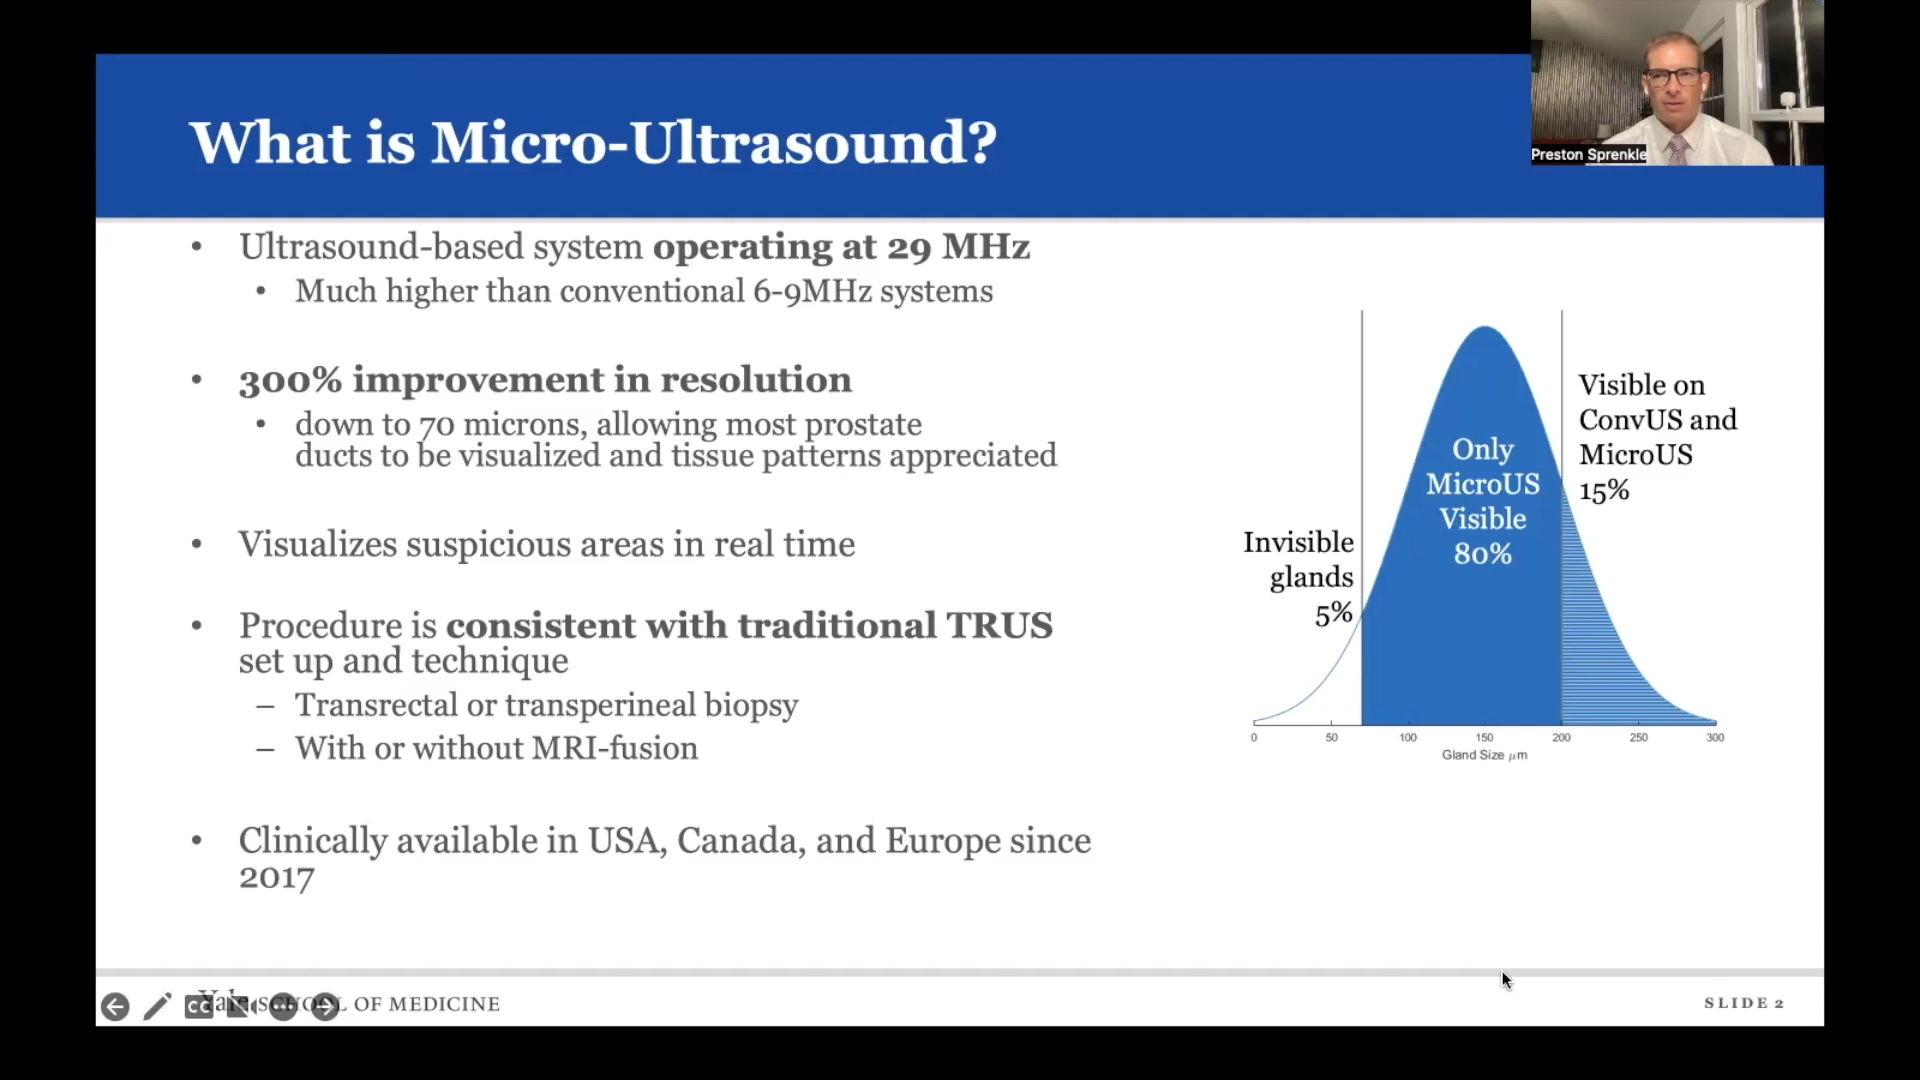 What is Micro-Ultrasound?
Preston Sprenkle
• Ultrasound-based system operating at 29 MHz
• Much higher than conventional 6-9MHz systems
• 300% improvement in resolution
• down to 70 microns, allowing most prostate
ducts to be visualized and tissue patterns appreciated
• Visualizes suspicious areas in real time
• Procedure is consistent with traditional TRUS
set up and technique
– Transrectal or transperineal biopsy
– With or without MRI-fusion
• Clinically available in USA, Canada, and Europe since
2017
Visible on
ConvUS and
MicroUS
15%
Only
MicroUS
Visible
80%
Invisible
glands
5%
0 50 100 150 200 250 300
Gland Size μm
CC
Yale SCHOOL OF MEDICINE
SLIDE 2